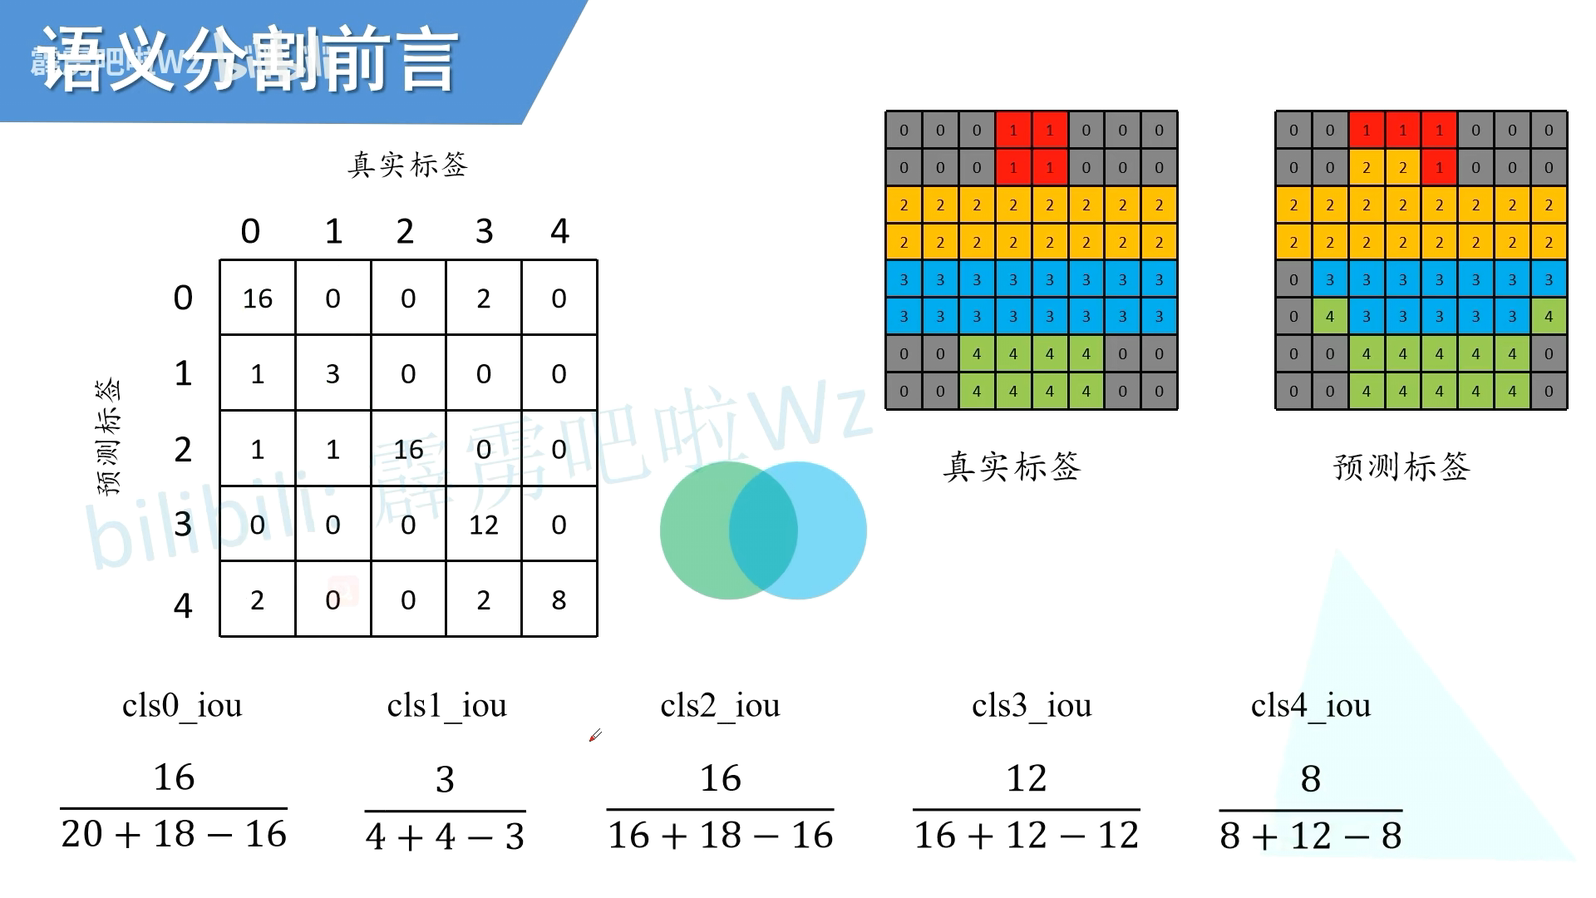 语义分割前言
霹雳吧啦Wz bilibili
真实标签
0 1 2 3 4
预测标签
0 16 0 0 2 0
1 1 3 0 0 0
2 1 1 16 0 0
3 0 0 0 12 0
4 2 0 0 2 8
0 0 0 1 1 0 0 0
0 0 0 1 1 0 0 0
2 2 2 2 2 2 2 2
2 2 2 2 2 2 2 2
3 3 3 3 3 3 3 3
3 3 3 3 3 3 3 3
0 0 4 4 4 4 0 0
0 0 4 4 4 4 0 0
真实标签
0 0 1 1 1 0 0 0
0 0 2 2 1 0 0 0
2 2 2 2 2 2 2 2
2 2 2 2 2 2 2 2
0 3 3 3 3 3 3 3
0 4 3 3 3 3 3 4
0 0 4 4 4 4 4 0
0 0 4 4 4 4 4 0
预测标签
bilibili: 霹雳吧啦Wz
cls0_iou cls1_iou cls2_iou cls3_iou cls4_iou
16 3 16 12 8
20 + 18 − 16 4 + 4 − 3 16 + 18 − 16 16 + 12 − 12 8 + 12 − 8